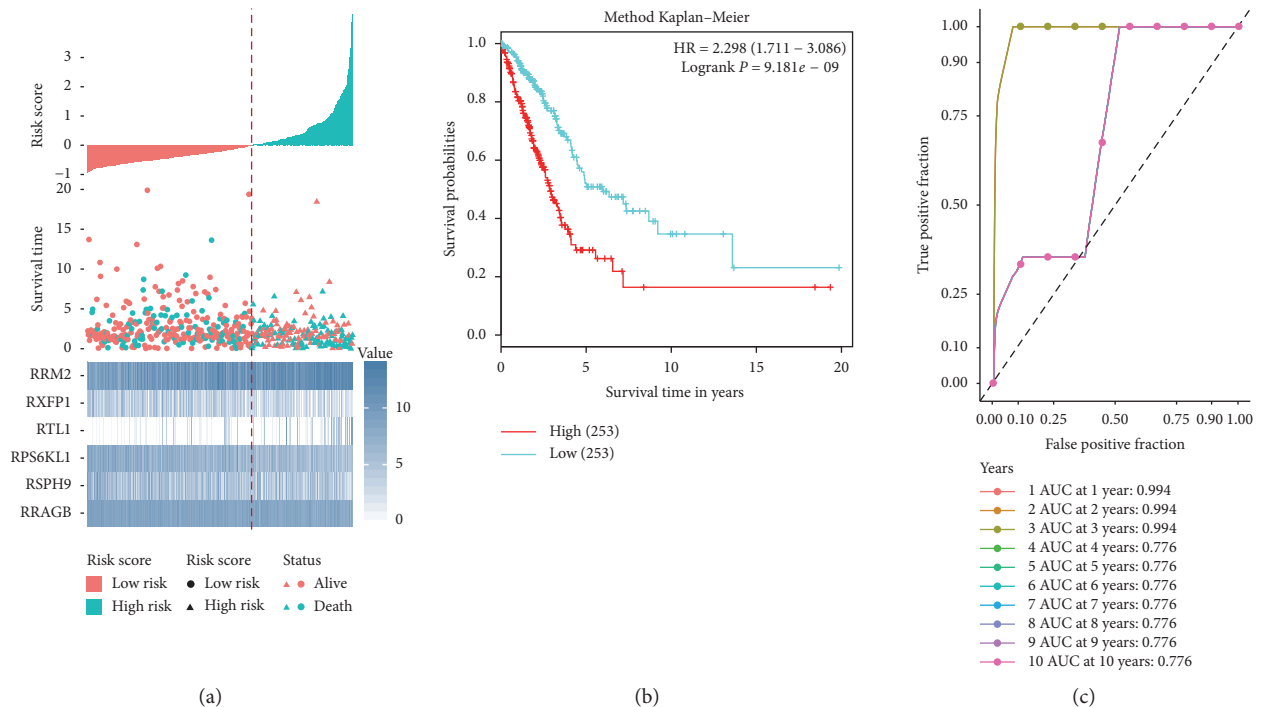 Risk score
3
2
1
0
−1
Survival time
20
15
10
5
0
Value
10
5
0
RRM2
RXFP1
RTL1
RPS6KL1
RSPH9
RRAGB
Risk score
Low risk
High risk
Risk score
Low risk
High risk
Status
Alive
Death
(a)
Method Kaplan–Meier
HR = 2.298 (1.711 − 3.086)
Logrank P = 9.181e − 09
Survival probabilities
1.0
0.8
0.6
0.4
0.2
0.0
0 5 10 15 20
Survival time in years
High (253)
Low (253)
(b)
True positive fraction
1.00
0.90
0.75
0.50
0.25
0.10
0.00
0.00 0.10 0.25 0.50 0.75 0.90 1.00
False positive fraction
Years
1 AUC at 1 year: 0.994
2 AUC at 2 years: 0.994
3 AUC at 3 years: 0.994
4 AUC at 4 years: 0.776
5 AUC at 5 years: 0.776
6 AUC at 6 years: 0.776
7 AUC at 7 years: 0.776
8 AUC at 8 years: 0.776
9 AUC at 9 years: 0.776
10 AUC at 10 years: 0.776
(c)